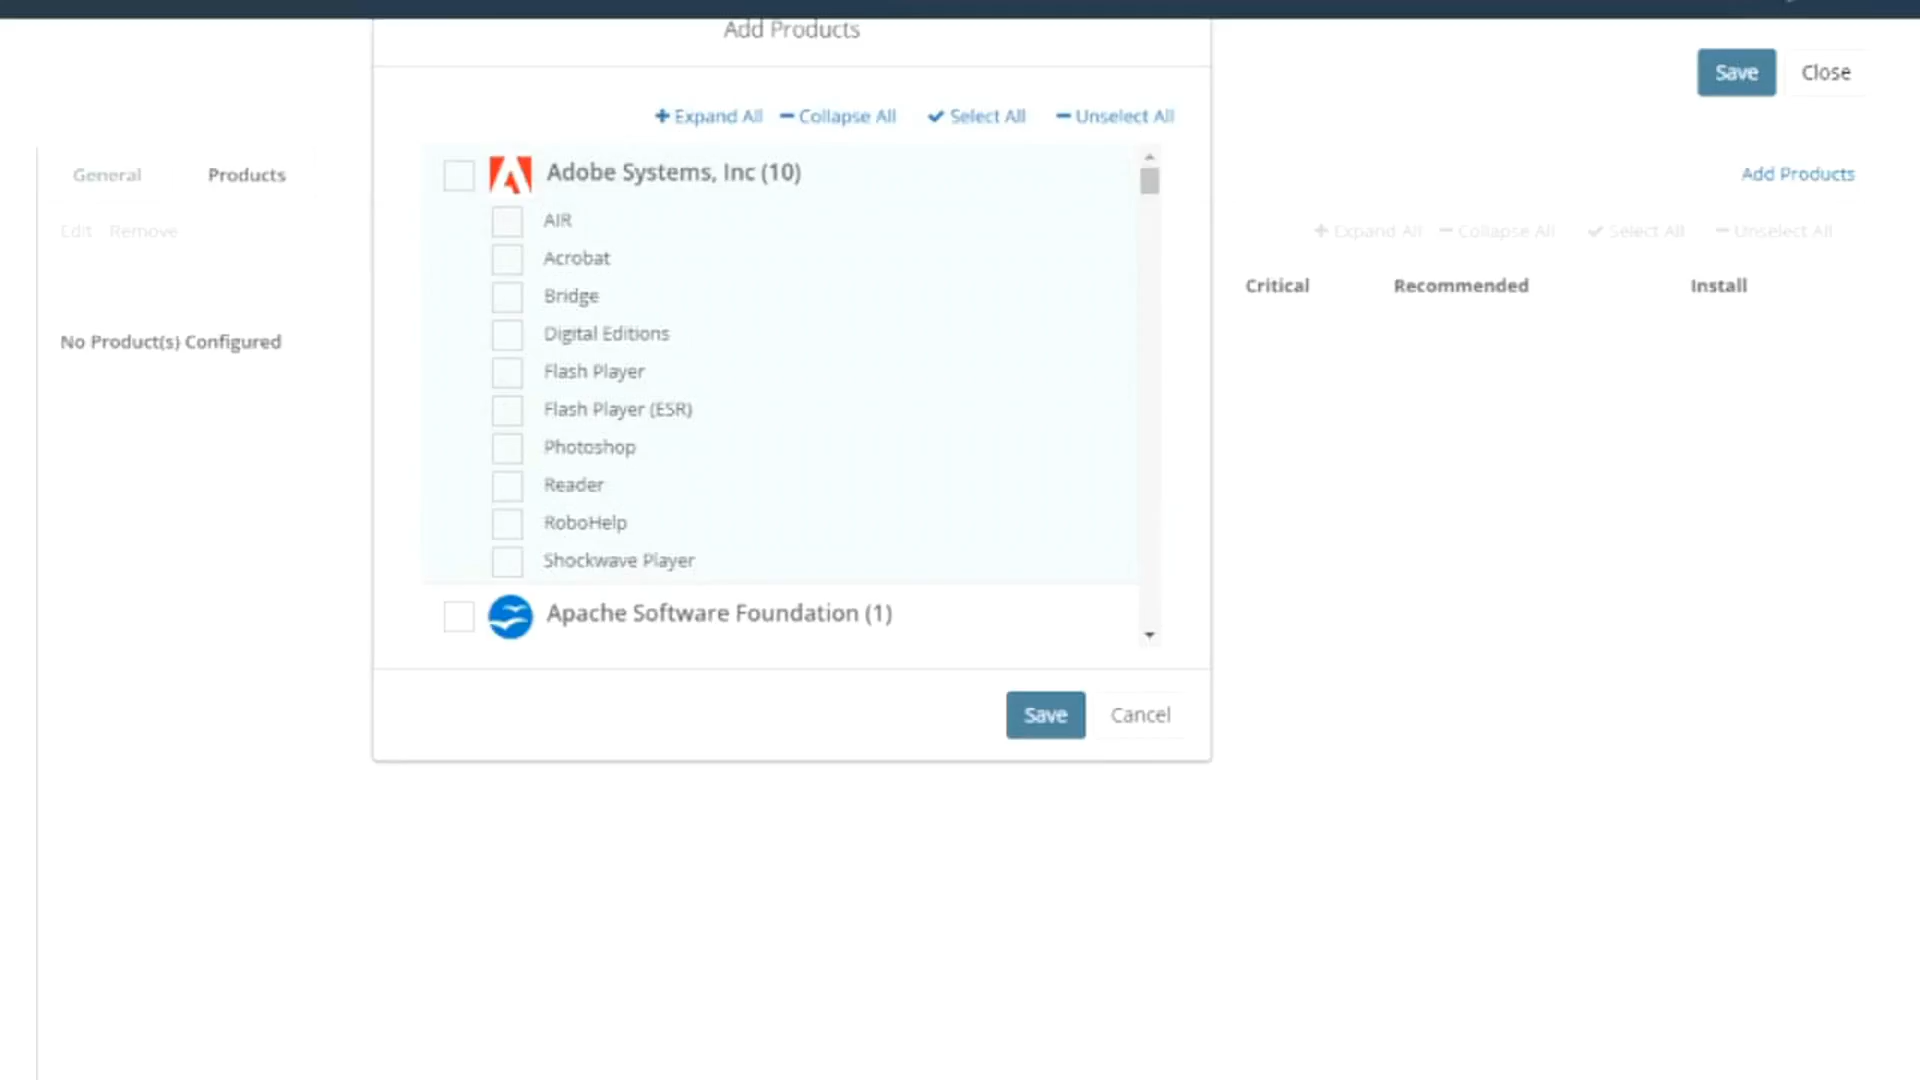 Add Products
Save Close
Expand All Collapse All Select All Unselect All
General Products
Add Products
Adobe Systems, Inc (10)
AIR
Edit Remove
Expand All Collapse All Select All Unselect All
Acrobat
Critical Recommended Install
Bridge
Digital Editions
No Product(s) Configured
Flash Player
Flash Player (ESR)
Photoshop
Reader
RoboHelp
Shockwave Player
Apache Software Foundation (1)
Save Cancel